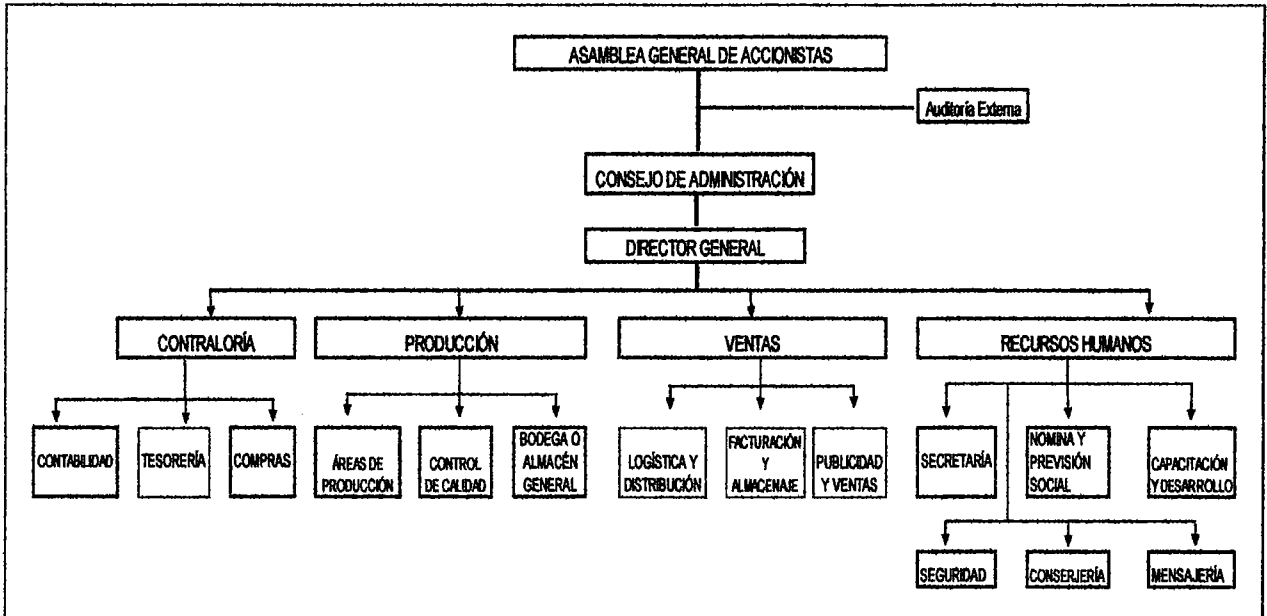 ASAMBLEA GENERAL DE ACCIONISTAS
Auditoría Externa
CONSEJO DE ADMINISTRACIÓN
DIRECTOR GENERAL
CONTRALORÍA
PRODUCCIÓN
VENTAS
RECURSOS HUMANOS
CONTABILIDAD
TESORERÍA
COMPRAS
ÁREAS DE
PRODUCCIÓN
CONTROL
DE CALIDAD
BODEGA O
ALMACÉN
GENERAL
LOGÍSTICA Y
DISTRIBUCIÓN
FACTURACIÓN
Y
ALMACENAJE
PUBLICIDAD
Y VENTAS
SECRETARÍA
NOMINA Y
PREVISIÓN
SOCIAL
CAPACITACIÓN
Y DESARROLLO
SEGURIDAD
CONSERJERÍA
MENSAJERÍA